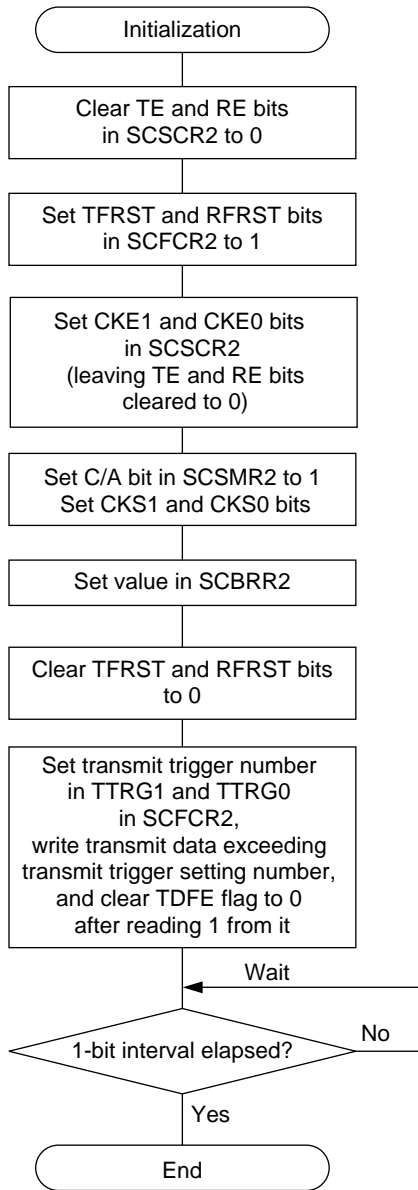 Initialization
Clear TE and RE bits
in SCSCR2 to 0
Set TFRST and RFRST bits
in SCFCR2 to 1
Set CKE1 and CKE0 bits
in SCSCR2
(leaving TE and RE bits
cleared to 0)
Set C/A bit in SCSMR2 to 1
Set CKS1 and CKS0 bits
Set value in SCBRR2
Clear TFRST and RFRST bits
to 0
Set transmit trigger number
in TTRG1 and TTRG0
in SCFCR2,
write transmit data exceeding
transmit trigger setting number,
and clear TDFE flag to 0
after reading 1 from it
Wait
1-bit interval elapsed?
No
Yes
End